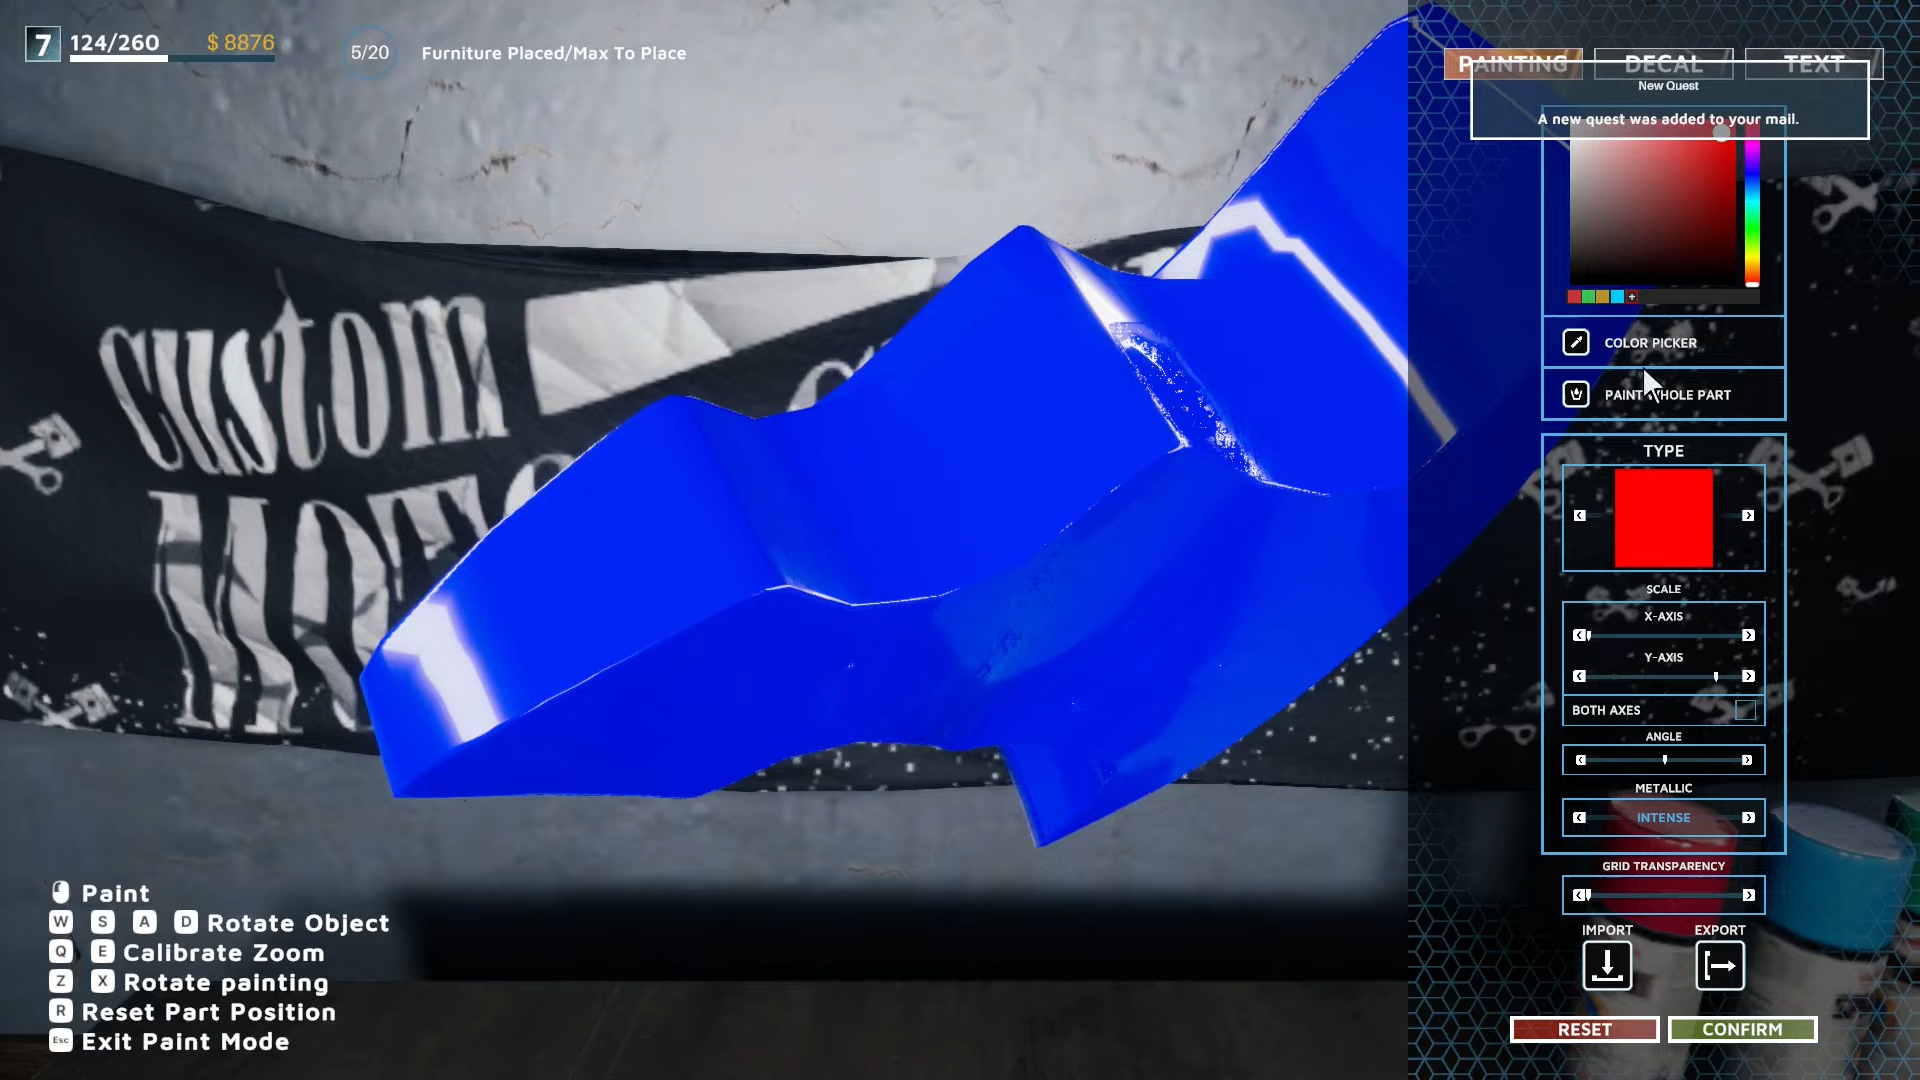 7 124/260 $ 8876
5/20 Furniture Placed/Max To Place
PAINTING DECAL TEXT
New Quest
A new quest was added to your mail.
COLOR PICKER
PAINT WHOLE PART
TYPE
SCALE
X-AXIS
Y-AXIS
BOTH AXES
ANGLE
METALLIC
INTENSE
GRID TRANSPARENCY
IMPORT EXPORT
RESET CONFIRM
custom
Paint
W S A D Rotate Object
Q E Calibrate Zoom
Z X Rotate painting
R Reset Part Position
Esc Exit Paint Mode